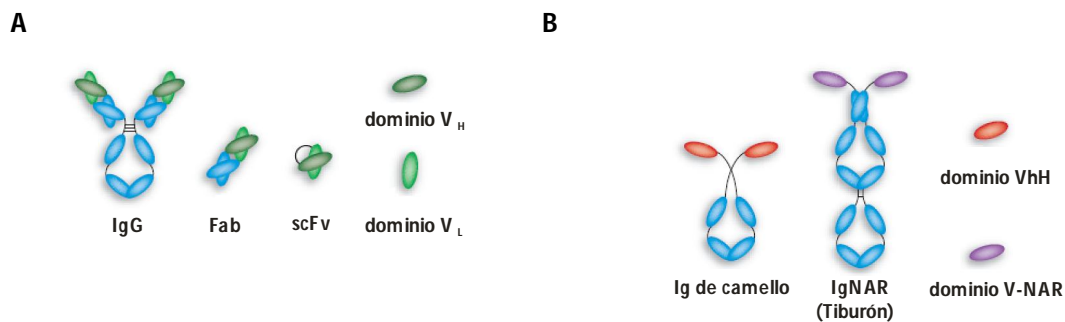 A
B
dominio V H
IgG
Fab
scFv
dominio V L
dominio VhH
Ig de camello
IgNAR
(Tiburón)
dominio V-NAR